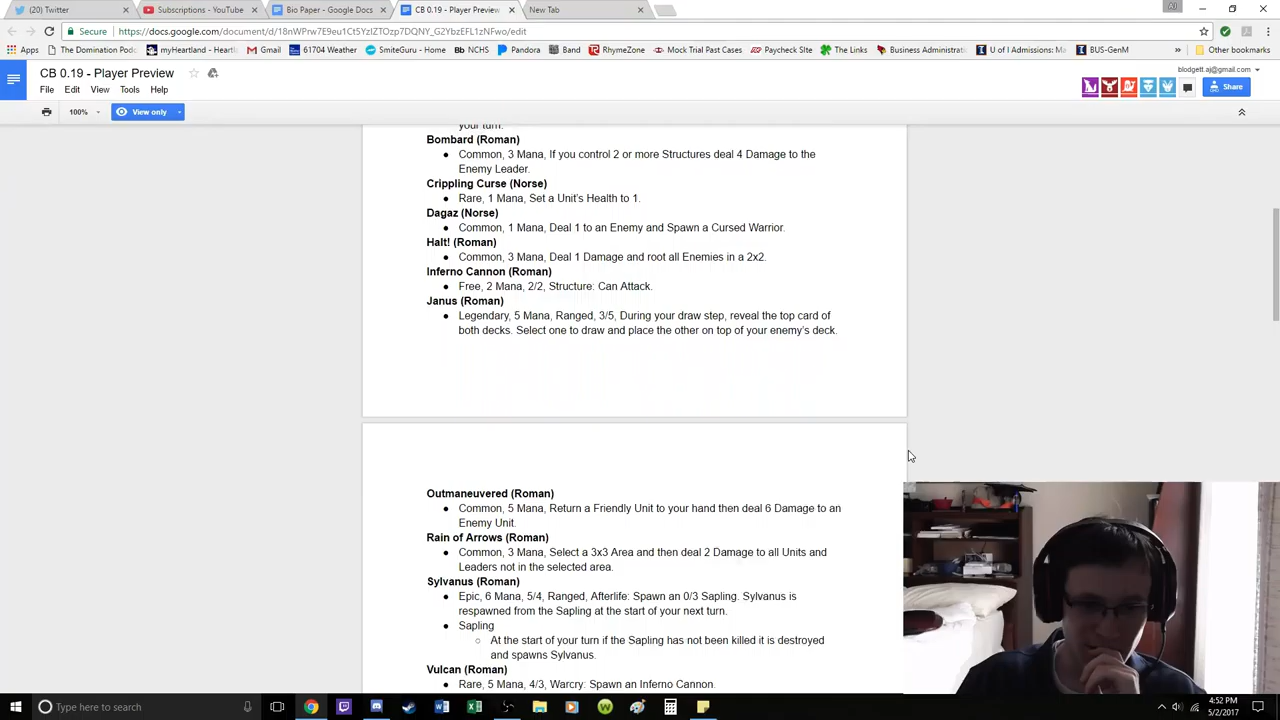 (20) Twitter
Subscriptions - YouTube
Bio Paper - Google Docs
CB 0.19 - Player Preview
New Tab
AJ
Secure
https://docs.google.com/document/d/18nWPrw7E9eu1Ct5YzIZTOzp7DQNY_G2YbzEFL1zNFwo/edit
Apps
The Domination Pod
myHeartland - Heartl
Gmail
61704 Weather
SmiteGuru - Home
NCHS
Pandora
Band
RhymeZone
Mock Trial Past Cases
Paycheck Site
The Links
Business Administrati
U of I Admissions: M
BUS-GenM
Other bookmarks
CB 0.19 - Player Preview
blodgett.aj@gmail.com
File Edit View Tools Help
Share
100%
View only
your turn.
Bombard (Roman)
Common, 3 Mana, If you control 2 or more Structures deal 4 Damage to the
Enemy Leader.
Crippling Curse (Norse)
Rare, 1 Mana, Set a Unit's Health to 1.
Dagaz (Norse)
Common, 1 Mana, Deal 1 to an Enemy and Spawn a Cursed Warrior.
Halt! (Roman)
Common, 3 Mana, Deal 1 Damage and root all Enemies in a 2x2.
Inferno Cannon (Roman)
Free, 2 Mana, 2/2, Structure: Can Attack.
Janus (Roman)
Legendary, 5 Mana, Ranged, 3/5, During your draw step, reveal the top card of
both decks. Select one to draw and place the other on top of your enemy's deck.
Outmaneuvered (Roman)
Common, 5 Mana, Return a Friendly Unit to your hand then deal 6 Damage to an
Enemy Unit.
Rain of Arrows (Roman)
Common, 3 Mana, Select a 3x3 Area and then deal 2 Damage to all Units and
Leaders not in the selected area.
Sylvanus (Roman)
Epic, 6 Mana, 5/4, Ranged, Afterlife: Spawn an 0/3 Sapling. Sylvanus is
respawned from the Sapling at the start of your next turn.
Sapling
At the start of your turn if the Sapling has not been killed it is destroyed
and spawns Sylvanus.
Vulcan (Roman)
Rare, 5 Mana, 4/3, Warcry: Spawn an Inferno Cannon.
Type here to search
4:52 PM
5/2/2017